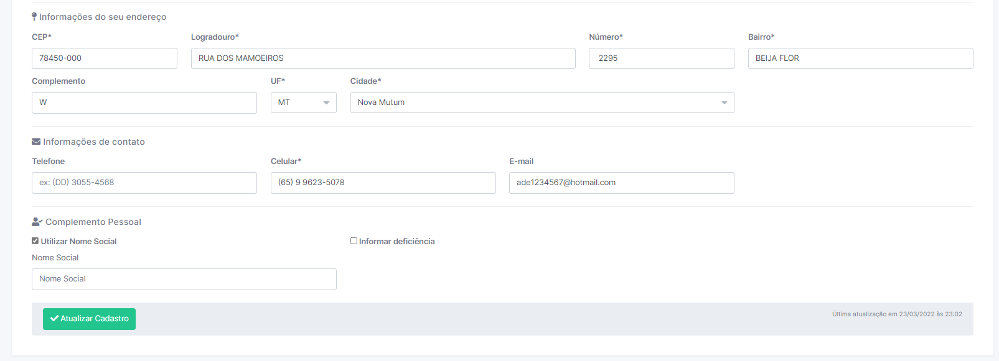 Informações do seu endereço
CEP* Logradouro* Número* Bairro*
78450-000 RUA DOS MAMOEIROS 2295 BEIJA FLOR
Complemento UF* Cidade*
W MT Nova Mutum
Informações de contato
Telefone Celular* E-mail
ex: (DD) 3055-4568 (65) 9 9623-5078 ade1234567@hotmail.com
Complemento Pessoal
Utilizar Nome Social Informar deficiência
Nome Social
Nome Social
Atualizar Cadastro Última atualização em 23/03/2022 às 23:02